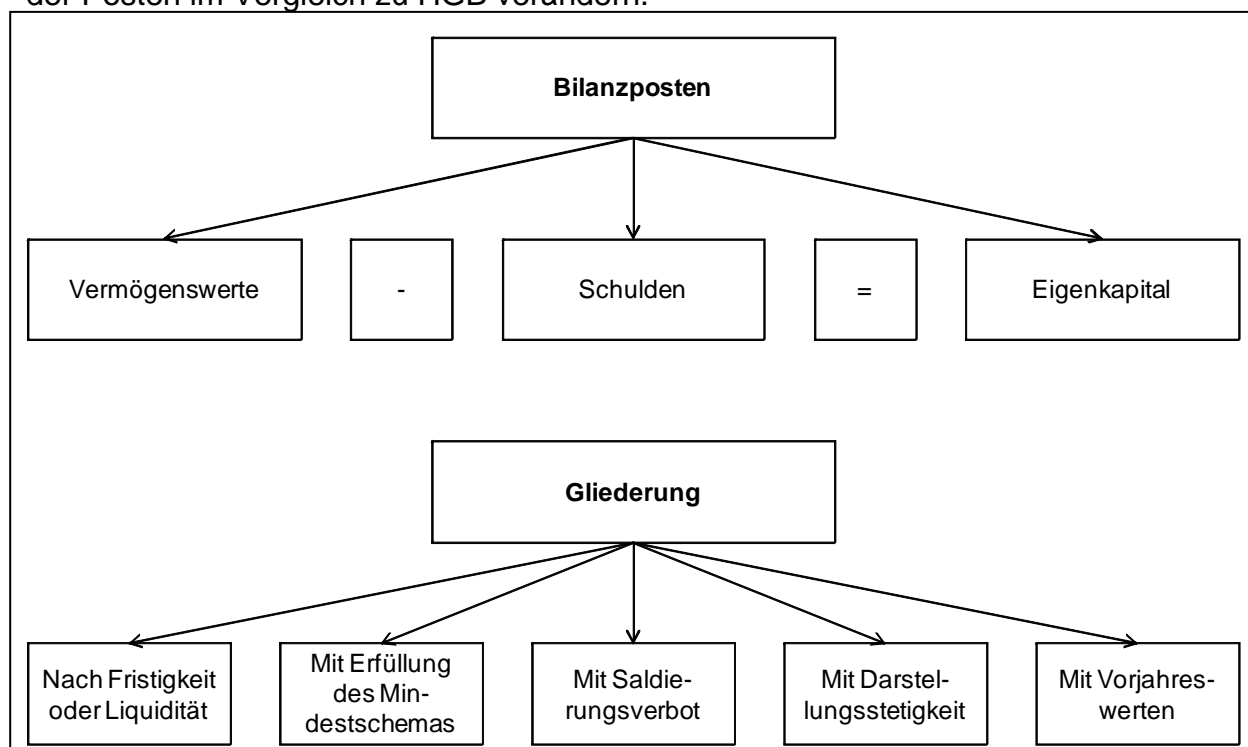 der Posten im Vergleich zu HGB verändern.
Bilanzposten
Vermögenswerte
-
Schulden
=
Eigenkapital
Gliederung
Nach Fristigkeit
oder Liquidität
Mit Erfüllung
des Min-
destschemas
Mit Saldie-
rungsverbot
Mit Darstel-
lungsstetigkeit
Mit Vorjahres-
werten